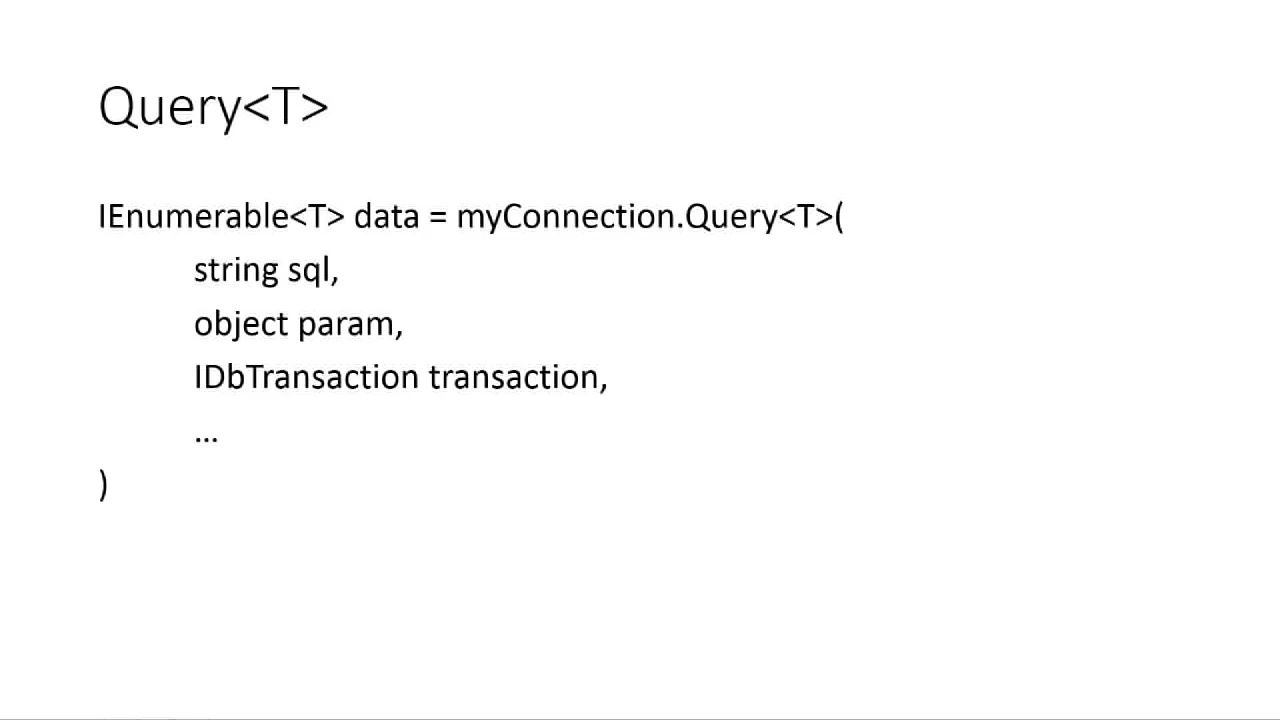 Query<T>
IEnumerable<T> data = myConnection.Query<T>(
string sql,
object param,
IDbTransaction transaction,
…
)